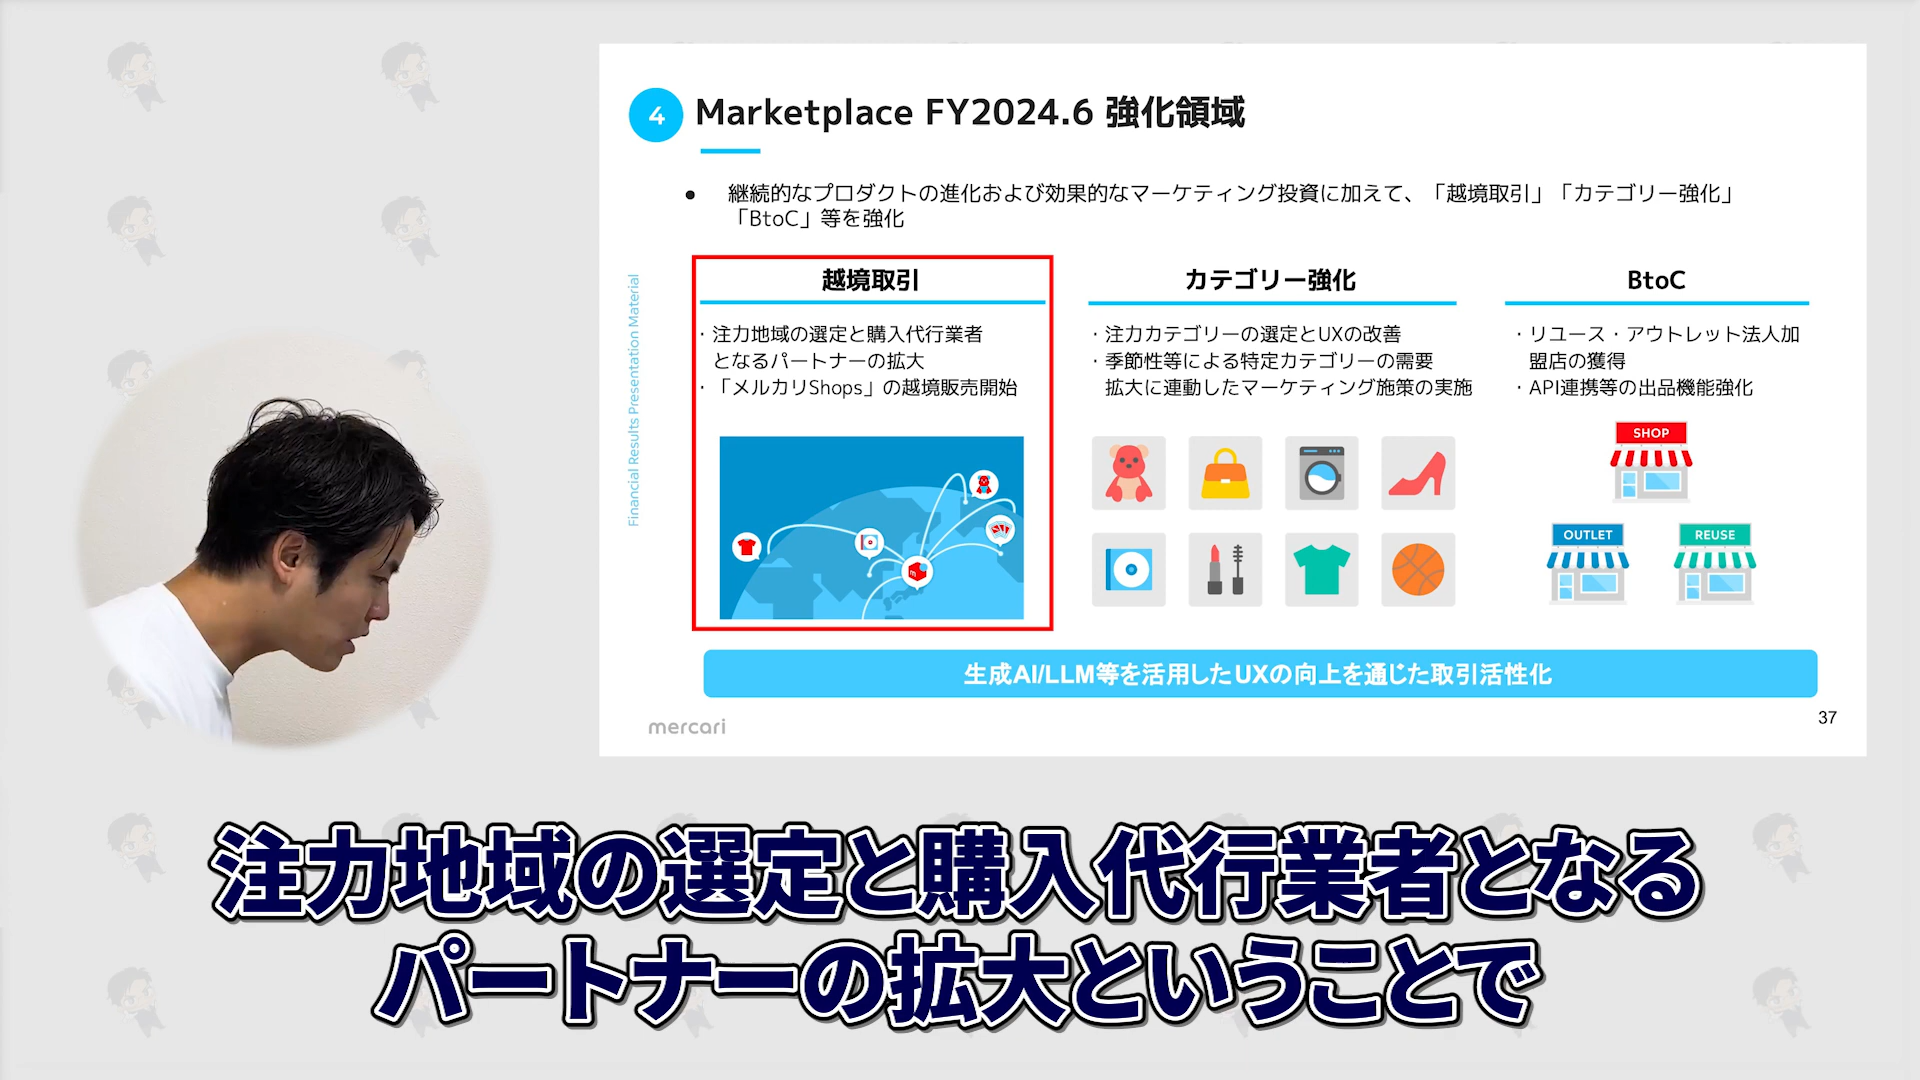 4 Marketplace FY2024.6 強化領域
● 継続的なプロダクトの進化および効果的なマーケティング投資に加えて、「越境取引」「カテゴリー強化」
「BtoC」等を強化
Financial Results Presentation Material
越境取引
・注力地域の選定と購入代行業者
となるパートナーの拡大
・「メルカリShops」の越境販売開始
カテゴリー強化
・注力カテゴリーの選定とUXの改善
・季節性等による特定カテゴリーの需要
拡大に連動したマーケティング施策の実施
BtoC
・リユース・アウトレット法人加
盟店の獲得
・API連携等の出品機能強化
SHOP
OUTLET
REUSE
生成AI/LLM等を活用したUXの向上を通じた取引活性化
mercari
37
注力地域の選定と購入代行業者となる
パートナーの拡大ということで